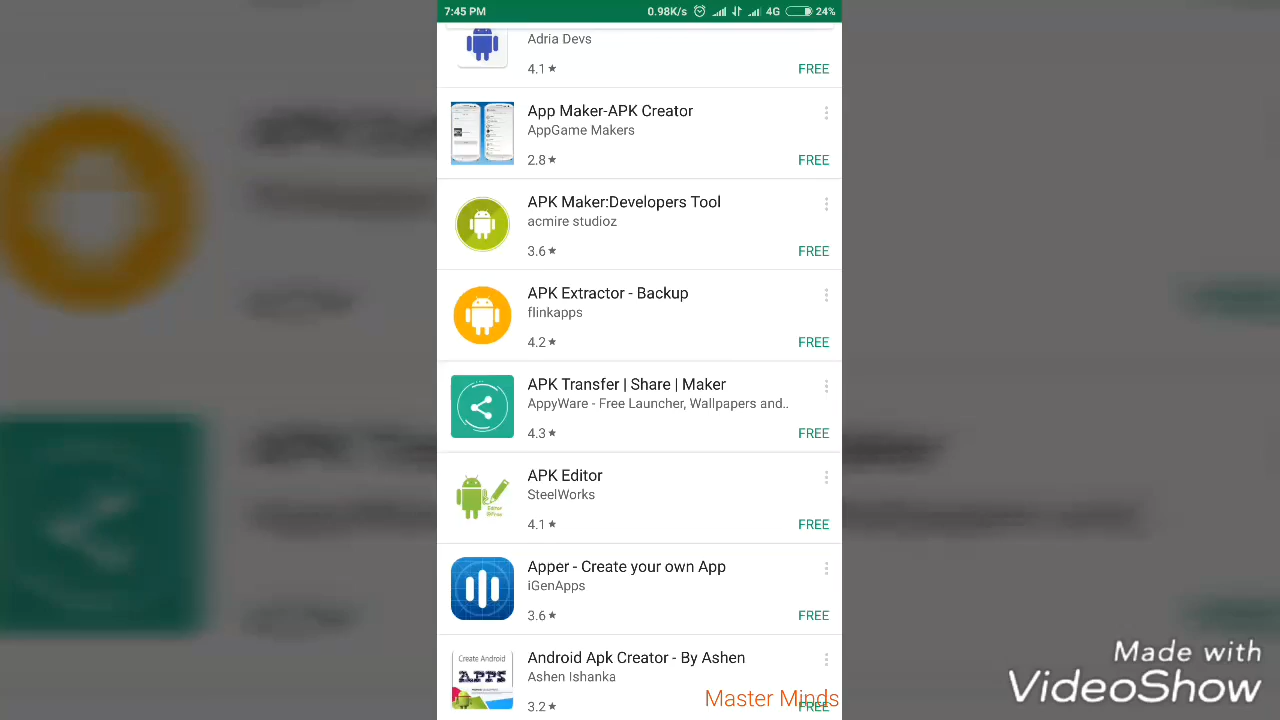 7:45 PM 0.98K/s 4G 24%
Adria Devs
4.1★ FREE
App Maker-APK Creator
AppGame Makers
2.8★ FREE
APK Maker:Developers Tool
acmire studioz
3.6★ FREE
APK Extractor - Backup
flinkapps
4.2★ FREE
APK Transfer | Share | Maker
AppyWare - Free Launcher, Wallpapers and..
4.3★ FREE
APK Editor
SteelWorks
4.1★ FREE
Apper - Create your own App
iGenApps
3.6★ FREE
Create Android
APPS
Android Apk Creator - By Ashen
Ashen Ishanka
3.2★ FREE
Master Minds
Made with
VideoShow